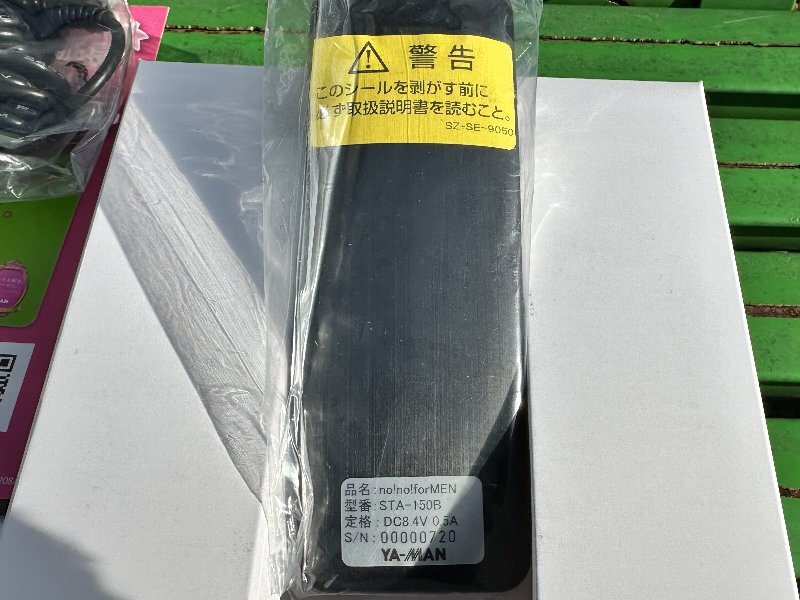 警告
このシールを剥がす前に
必ず取扱説明書を読むこと。
SZ-SE-9050
品名:no!no!forMEN
型番:STA-150B
定格:DC8.4V 0.5A
S/N:00000720
YA-MAN